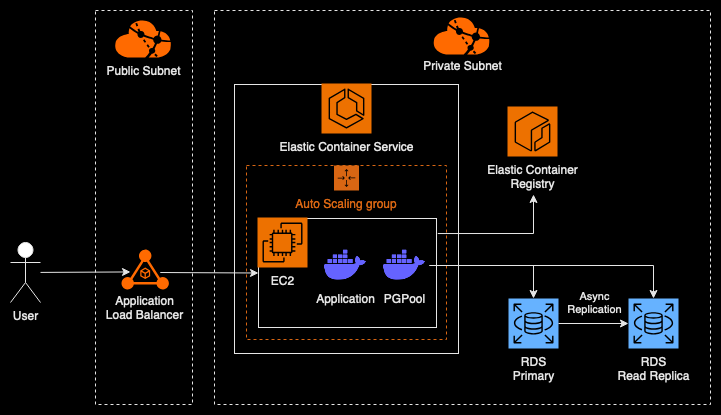 Public Subnet
Private Subnet
Elastic Container Service
Elastic Container
Registry
Auto Scaling group
EC2
Application
PGPool
User
Application
Load Balancer
Async
Replication
RDS
Primary
RDS
Read Replica